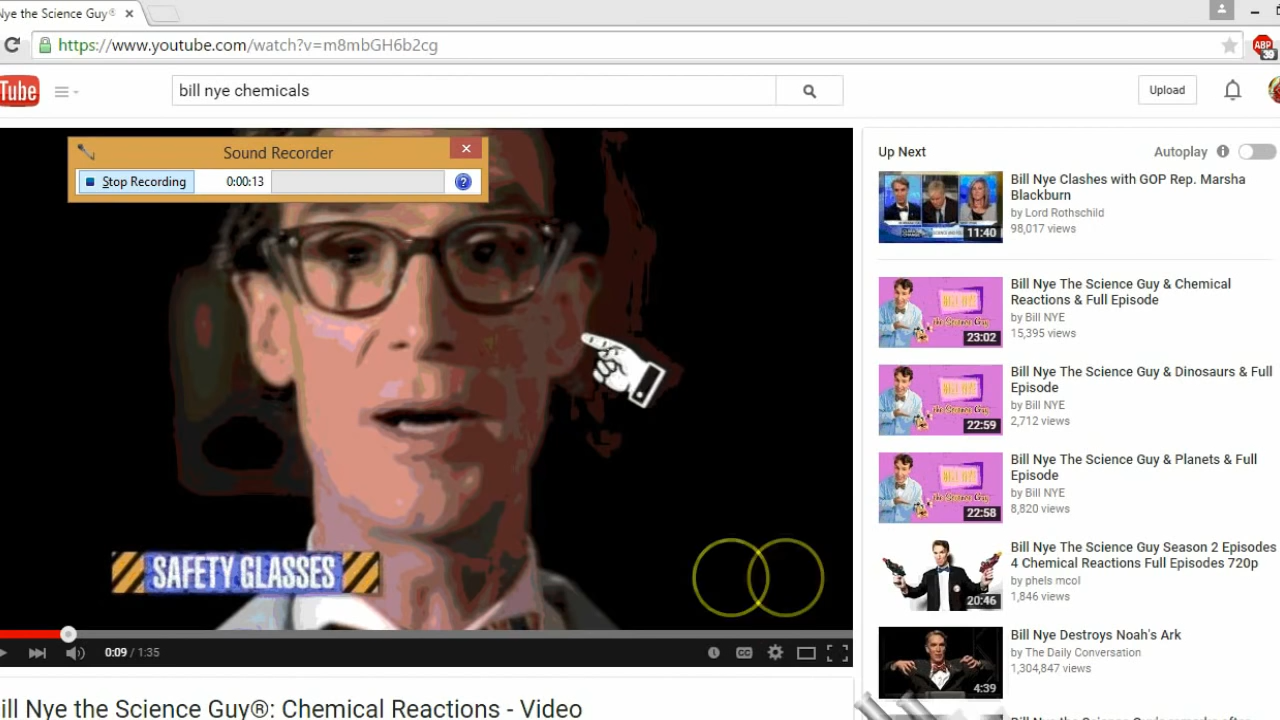 Nye the Science Guy®
https://www.youtube.com/watch?v=m8mbGH6b2cg
ABP
39
Tube
bill nye chemicals
Upload
Sound Recorder
Stop Recording
0:00:13
SAFETY GLASSES
0:09 / 1:35
CC
ill Nye the Science Guy®: Chemical Reactions - Video
Up Next
Autoplay
11:40
Bill Nye Clashes with GOP Rep. Marsha
Blackburn
by Lord Rothschild
98,017 views
23:02
Bill Nye The Science Guy & Chemical
Reactions & Full Episode
by Bill NYE
15,395 views
22:59
Bill Nye The Science Guy & Dinosaurs & Full
Episode
by Bill NYE
2,712 views
22:58
Bill Nye The Science Guy & Planets & Full
Episode
by Bill NYE
8,820 views
20:46
Bill Nye The Science Guy Season 2 Episodes
4 Chemical Reactions Full Episodes 720p
by phels mcol
1,846 views
4:39
Bill Nye Destroys Noah's Ark
by The Daily Conversation
1,304,847 views